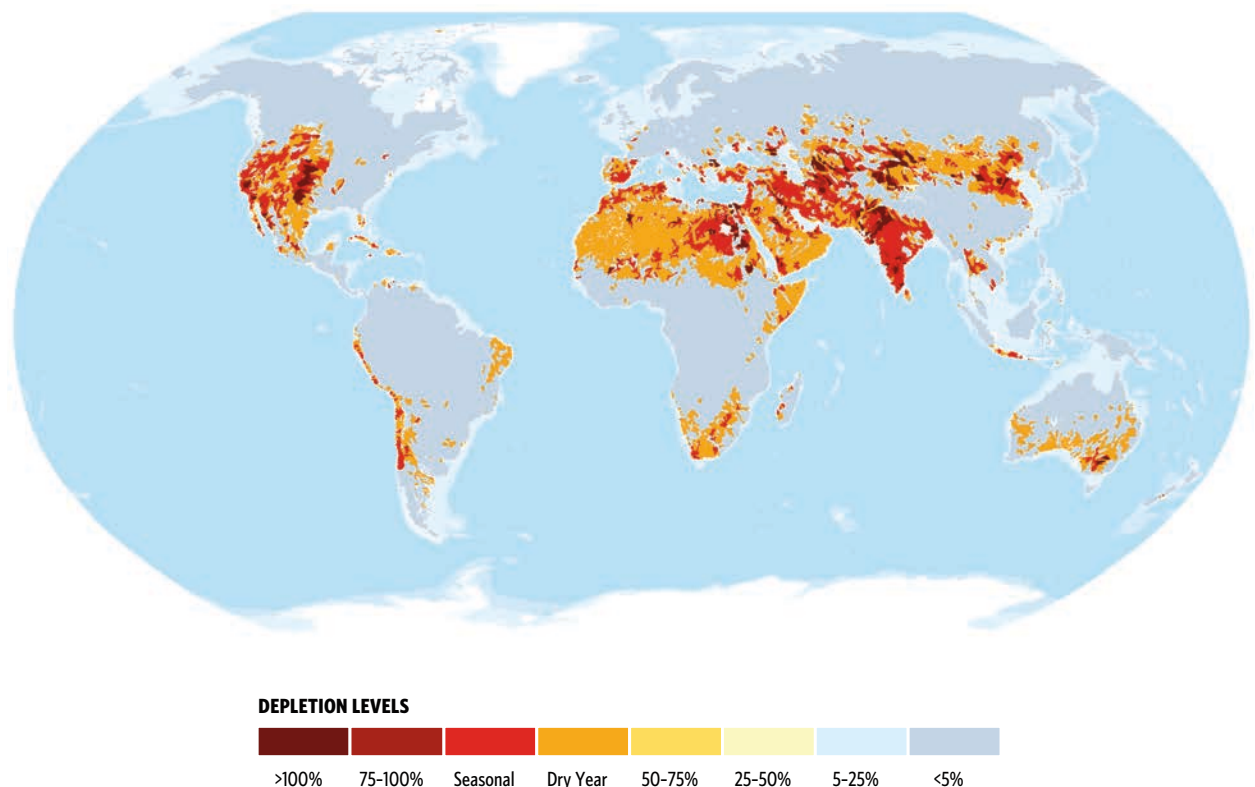 DEPLETION LEVELS
>100% 75-100% Seasonal Dry Year 50-75% 25-50% 5-25% <5%